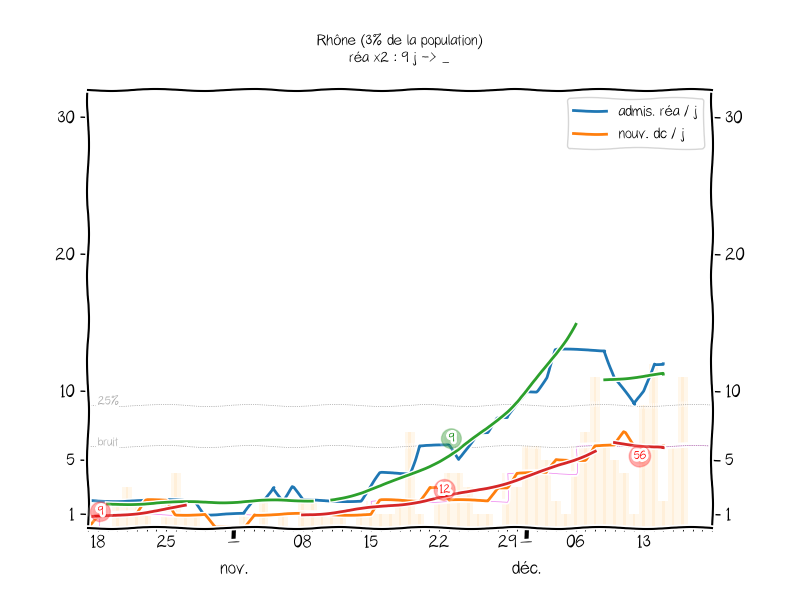 Rhône (3% de la population)
réa x2 : 9 j -> _
admis. réa / j
nouv. dc / j
30
30
20
20
10
10
25%
bruit
5
5
1
1
9
9
12
56
18 25 08 15 22 29 06 13
nov. déc.